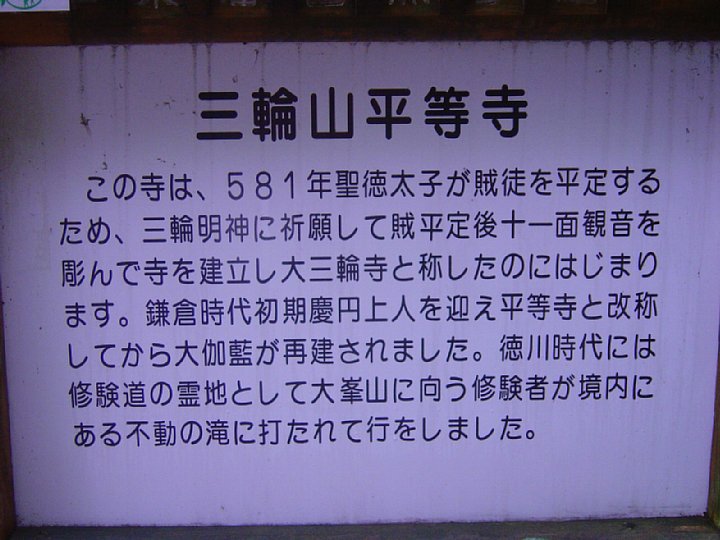 三輪山平等寺
この寺は、581年聖徳太子が賊徒を平定する
ため、三輪明神に祈願して賊平定後十一面観音を
彫んで寺を建立し大三輪寺と称したのにはじまり
ます。鎌倉時代初期慶円上人を迎え平等寺と改称
してから大伽藍が再建されました。徳川時代には
修験道の霊地として大峯山に向う修験者が境内に
ある不動の滝に打たれて行をしました。